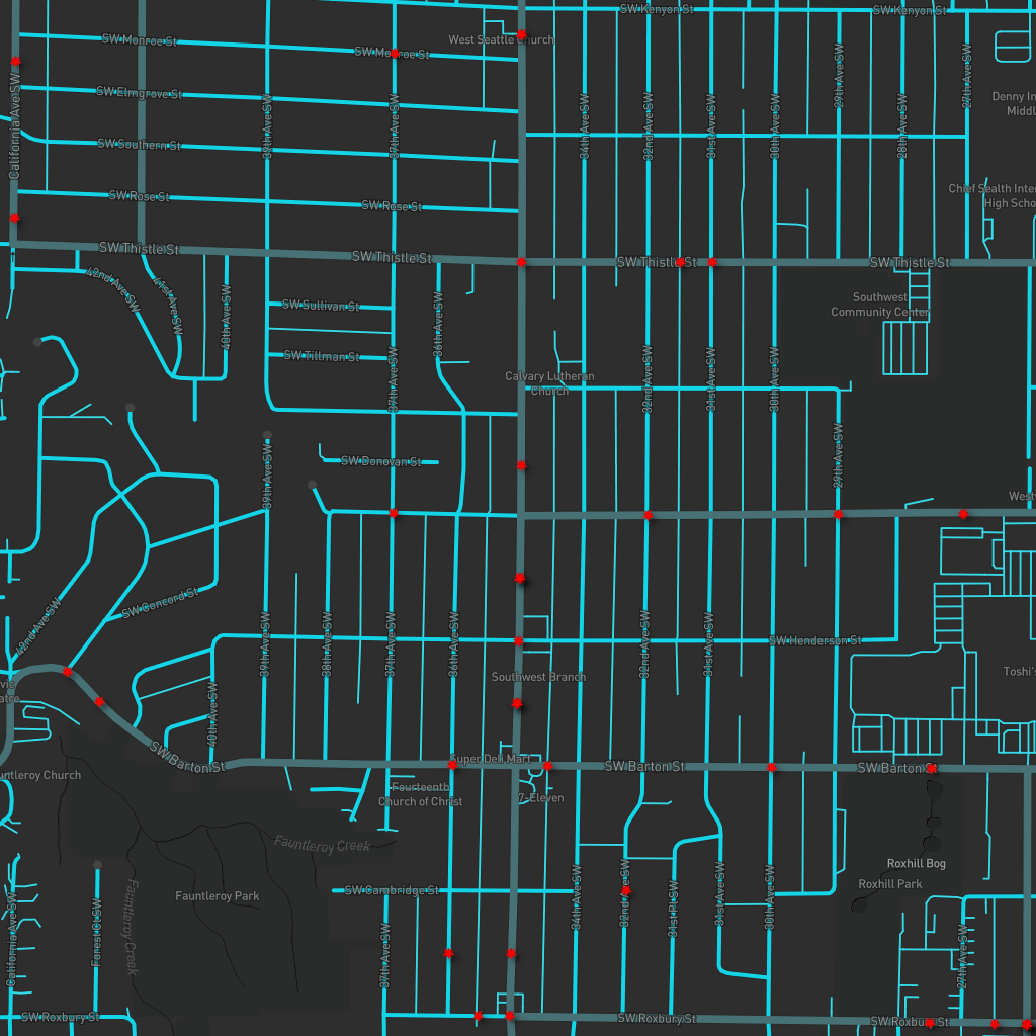 SW Kenyon St
SW Kenyon St
SW Monroe St
SW Monroe St
West Seattle Church
29th Ave SW
27th Ave SW
California Ave SW
SW Elmgrove St
39th Ave SW
37th Ave SW
34th Ave SW
32nd Ave SW
31st Ave SW
30th Ave SW
28th Ave SW
Denny In
Middl
SW Southern St
SW Rose St
SW Rose St
Chief Sealth Inter
High Scho
SW Thistle St
SW Thistle St
SW Thistle St
SW Thistle St
42nd Ave SW
41st Ave SW
40th Ave SW
SW Sullivan St
36th Ave SW
Southwest
Community Center
SW Tillman St
37th Ave SW
Calvary Lutheran
Church
32nd Ave SW
31st Ave SW
30th Ave SW
29th Ave SW
39th Ave SW
SW Donovan St
Westw
42nd Ave SW
SW Concord St
39th Ave SW
38th Ave SW
37th Ave SW
36th Ave SW
32nd Ave SW
31st Ave SW
SW Henderson St
Southwest Branch
Toshi's
vic
atre
40th Ave SW
SW Barton St
Super Deli Mart
SW Barton St
SW Barton St
untleroy Church
Fourteenth
Church of Christ
7-Eleven
Fauntleroy Creek
Roxhill Bog
Roxhill Park
SW Cambridge St
Fauntleroy Park
Fauntleroy Creek
California Ave SW
Forest Ct SW
37th Ave SW
34th Ave SW
32nd Ave SW
31st Pl SW
31st Ave SW
30th Ave SW
27th Ave SW
SW Roxbury St
SW Roxbury St
SW Roxbury St